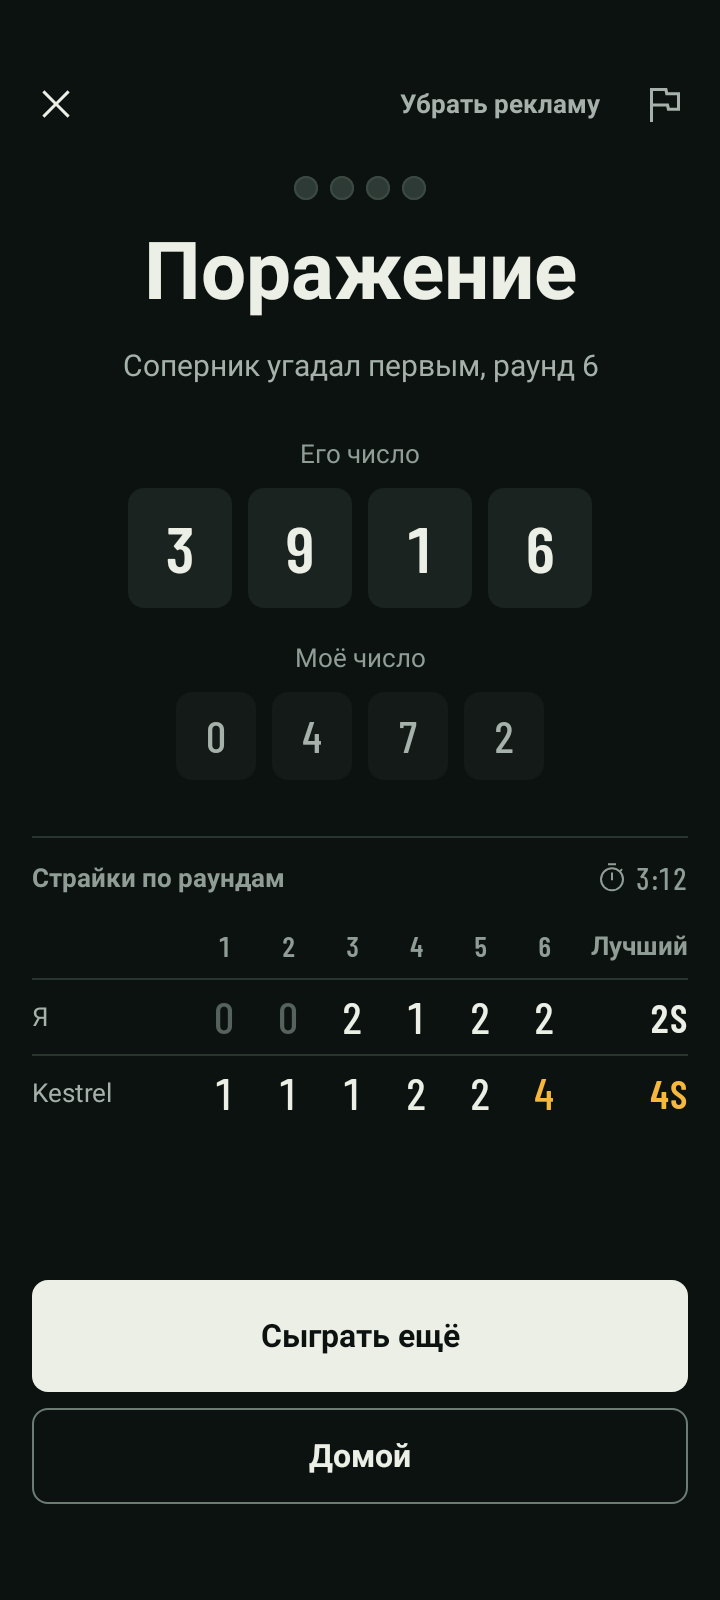 Убрать рекламу
Поражение
Соперник угадал первым, раунд 6
Его число
3 9 1 6
Моё число
0 4 7 2
Страйки по раундам 3:12
1 2 3 4 5 6 Лучший
Я 0 0 2 1 2 2 2S
Kestrel 1 1 1 2 2 4 4S
Сыграть ещё
Домой